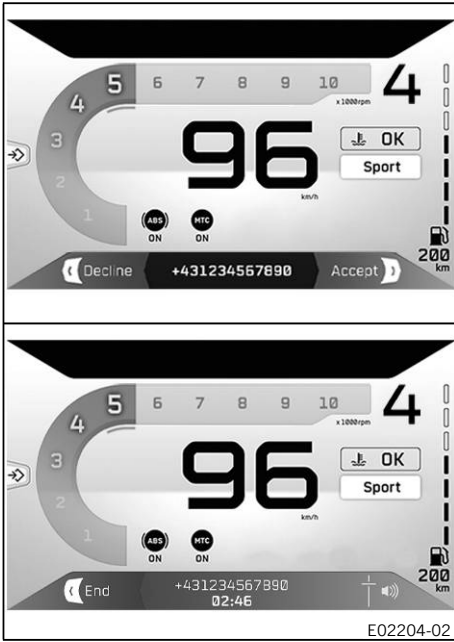 5 6 7 8 9 10
x1000rpm
4
4
3
2
1
96
km/h
OK
Sport
ABS
ON
MTC
ON
200
km
Decline +431234567890 Accept
5 6 7 8 9 10
x1000rpm
4
4
3
2
1
96
km/h
OK
Sport
ABS
ON
MTC
ON
200
km
End +431234567890
02:46
E02204-02